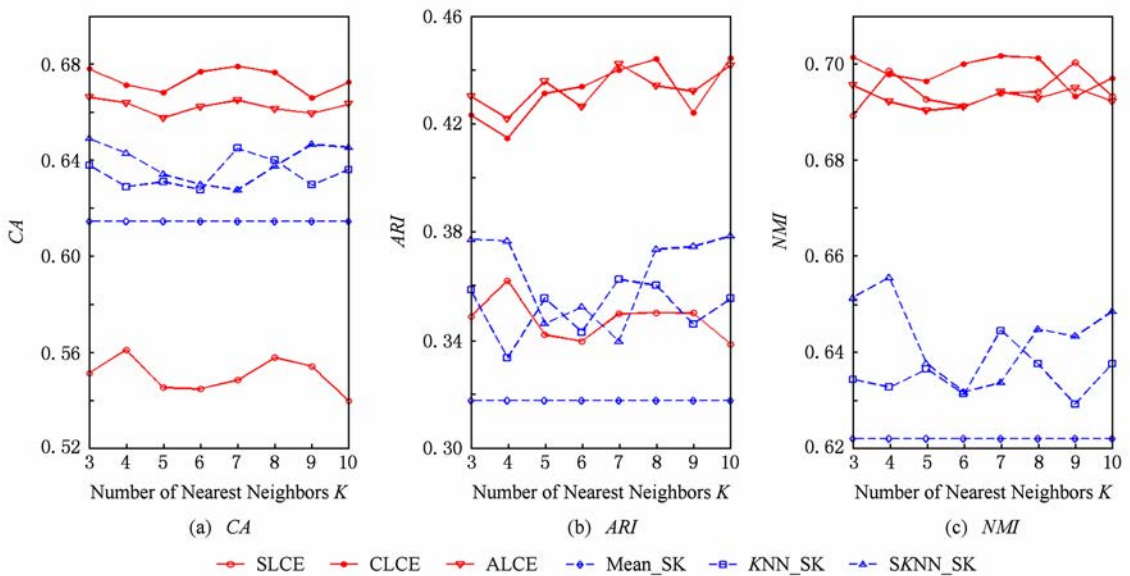 0.68
0.64
0.60
0.56
0.52
CA
3 4 5 6 7 8 9 10
Number of Nearest Neighbors K
(a) CA
0.46
0.42
0.38
0.34
0.30
ARI
3 4 5 6 7 8 9 10
Number of Nearest Neighbors K
(b) ARI
0.70
0.68
0.66
0.64
0.62
NMI
3 4 5 6 7 8 9 10
Number of Nearest Neighbors K
(c) NMI
SLCE CLCE ALCE Mean_SK KNN_SK SKNN_SK